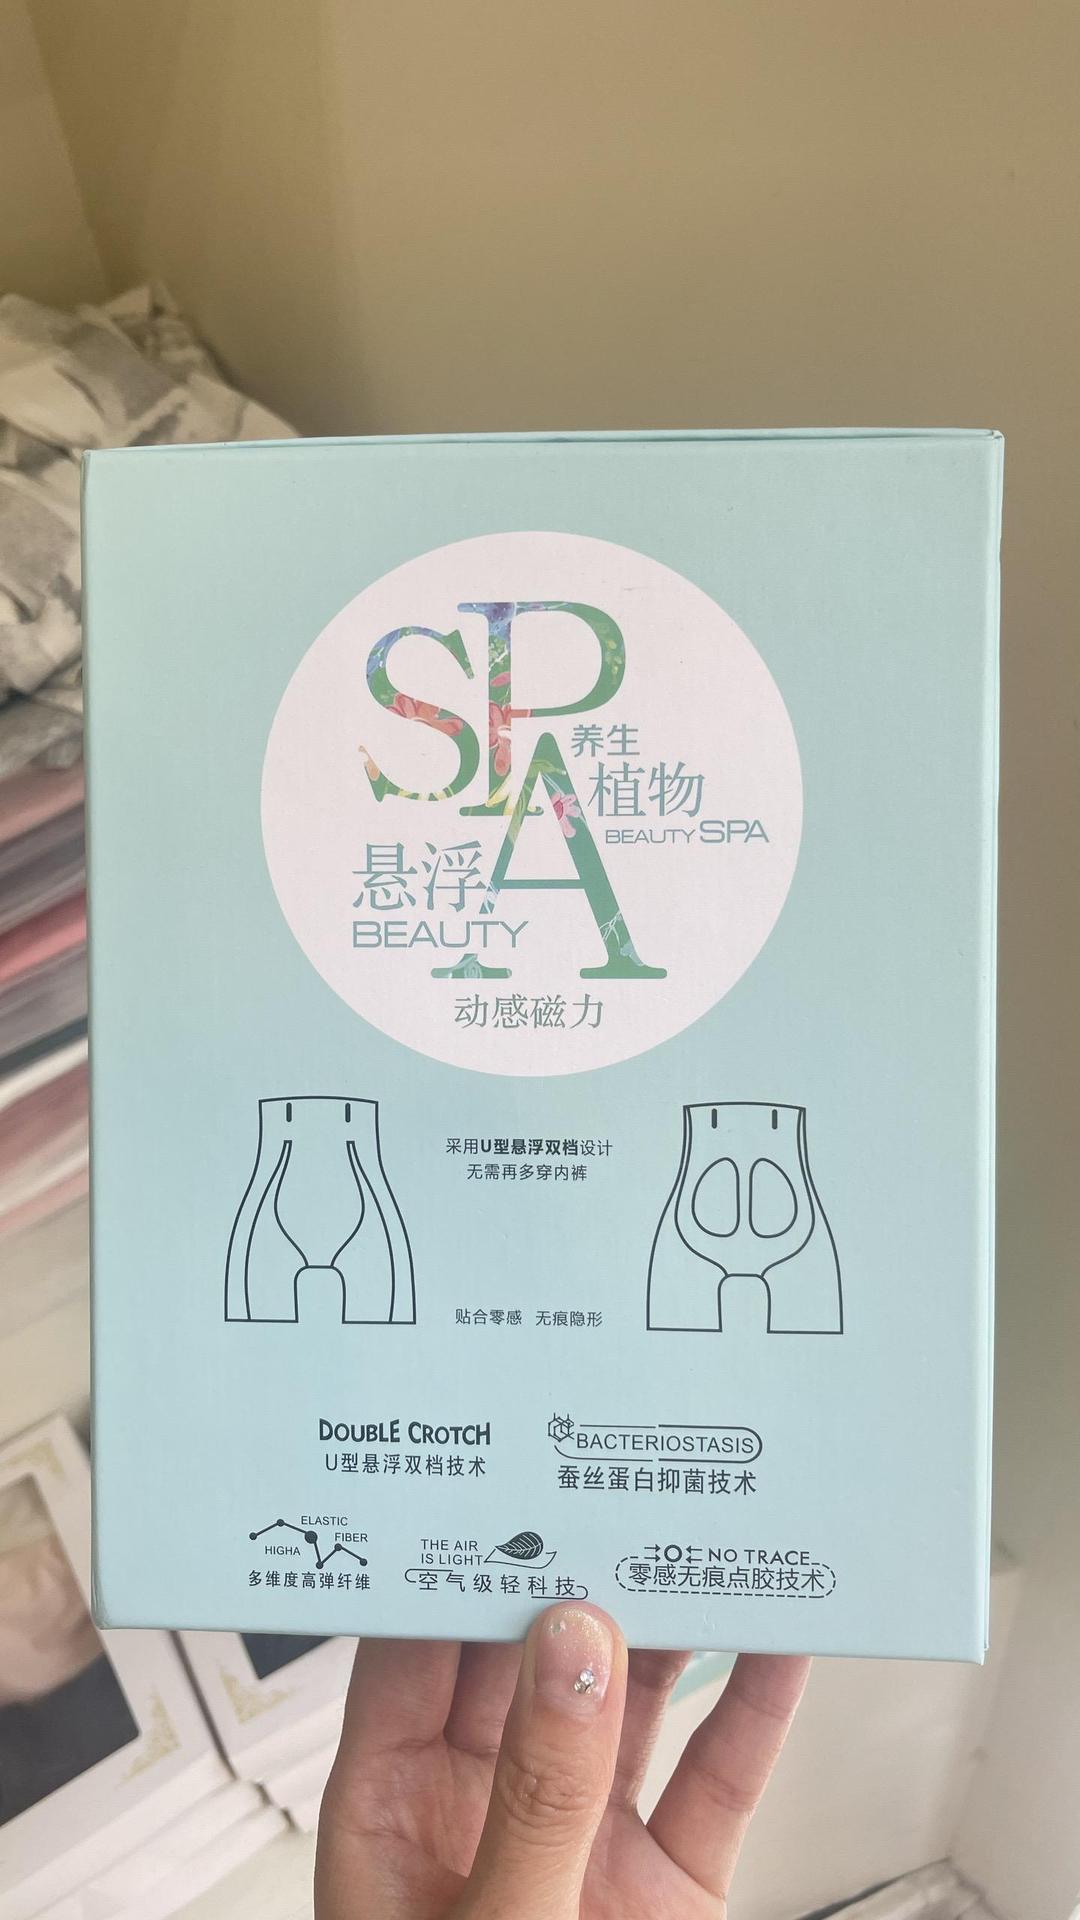 SPA
养生
植物
BEAUTY SPA
悬浮
BEAUTY
动感磁力
采用U型悬浮双档设计
无需再多穿内裤
贴合零感 无痕隐形
DOUBLE CROTCH
U型悬浮双档技术
BACTERIOSTASIS
蚕丝蛋白抑菌技术
ELASTIC
HIGHA FIBER
多维度高弹纤维
THE AIR
IS LIGHT
空气级轻科技
NO TRACE
零感无痕点胶技术